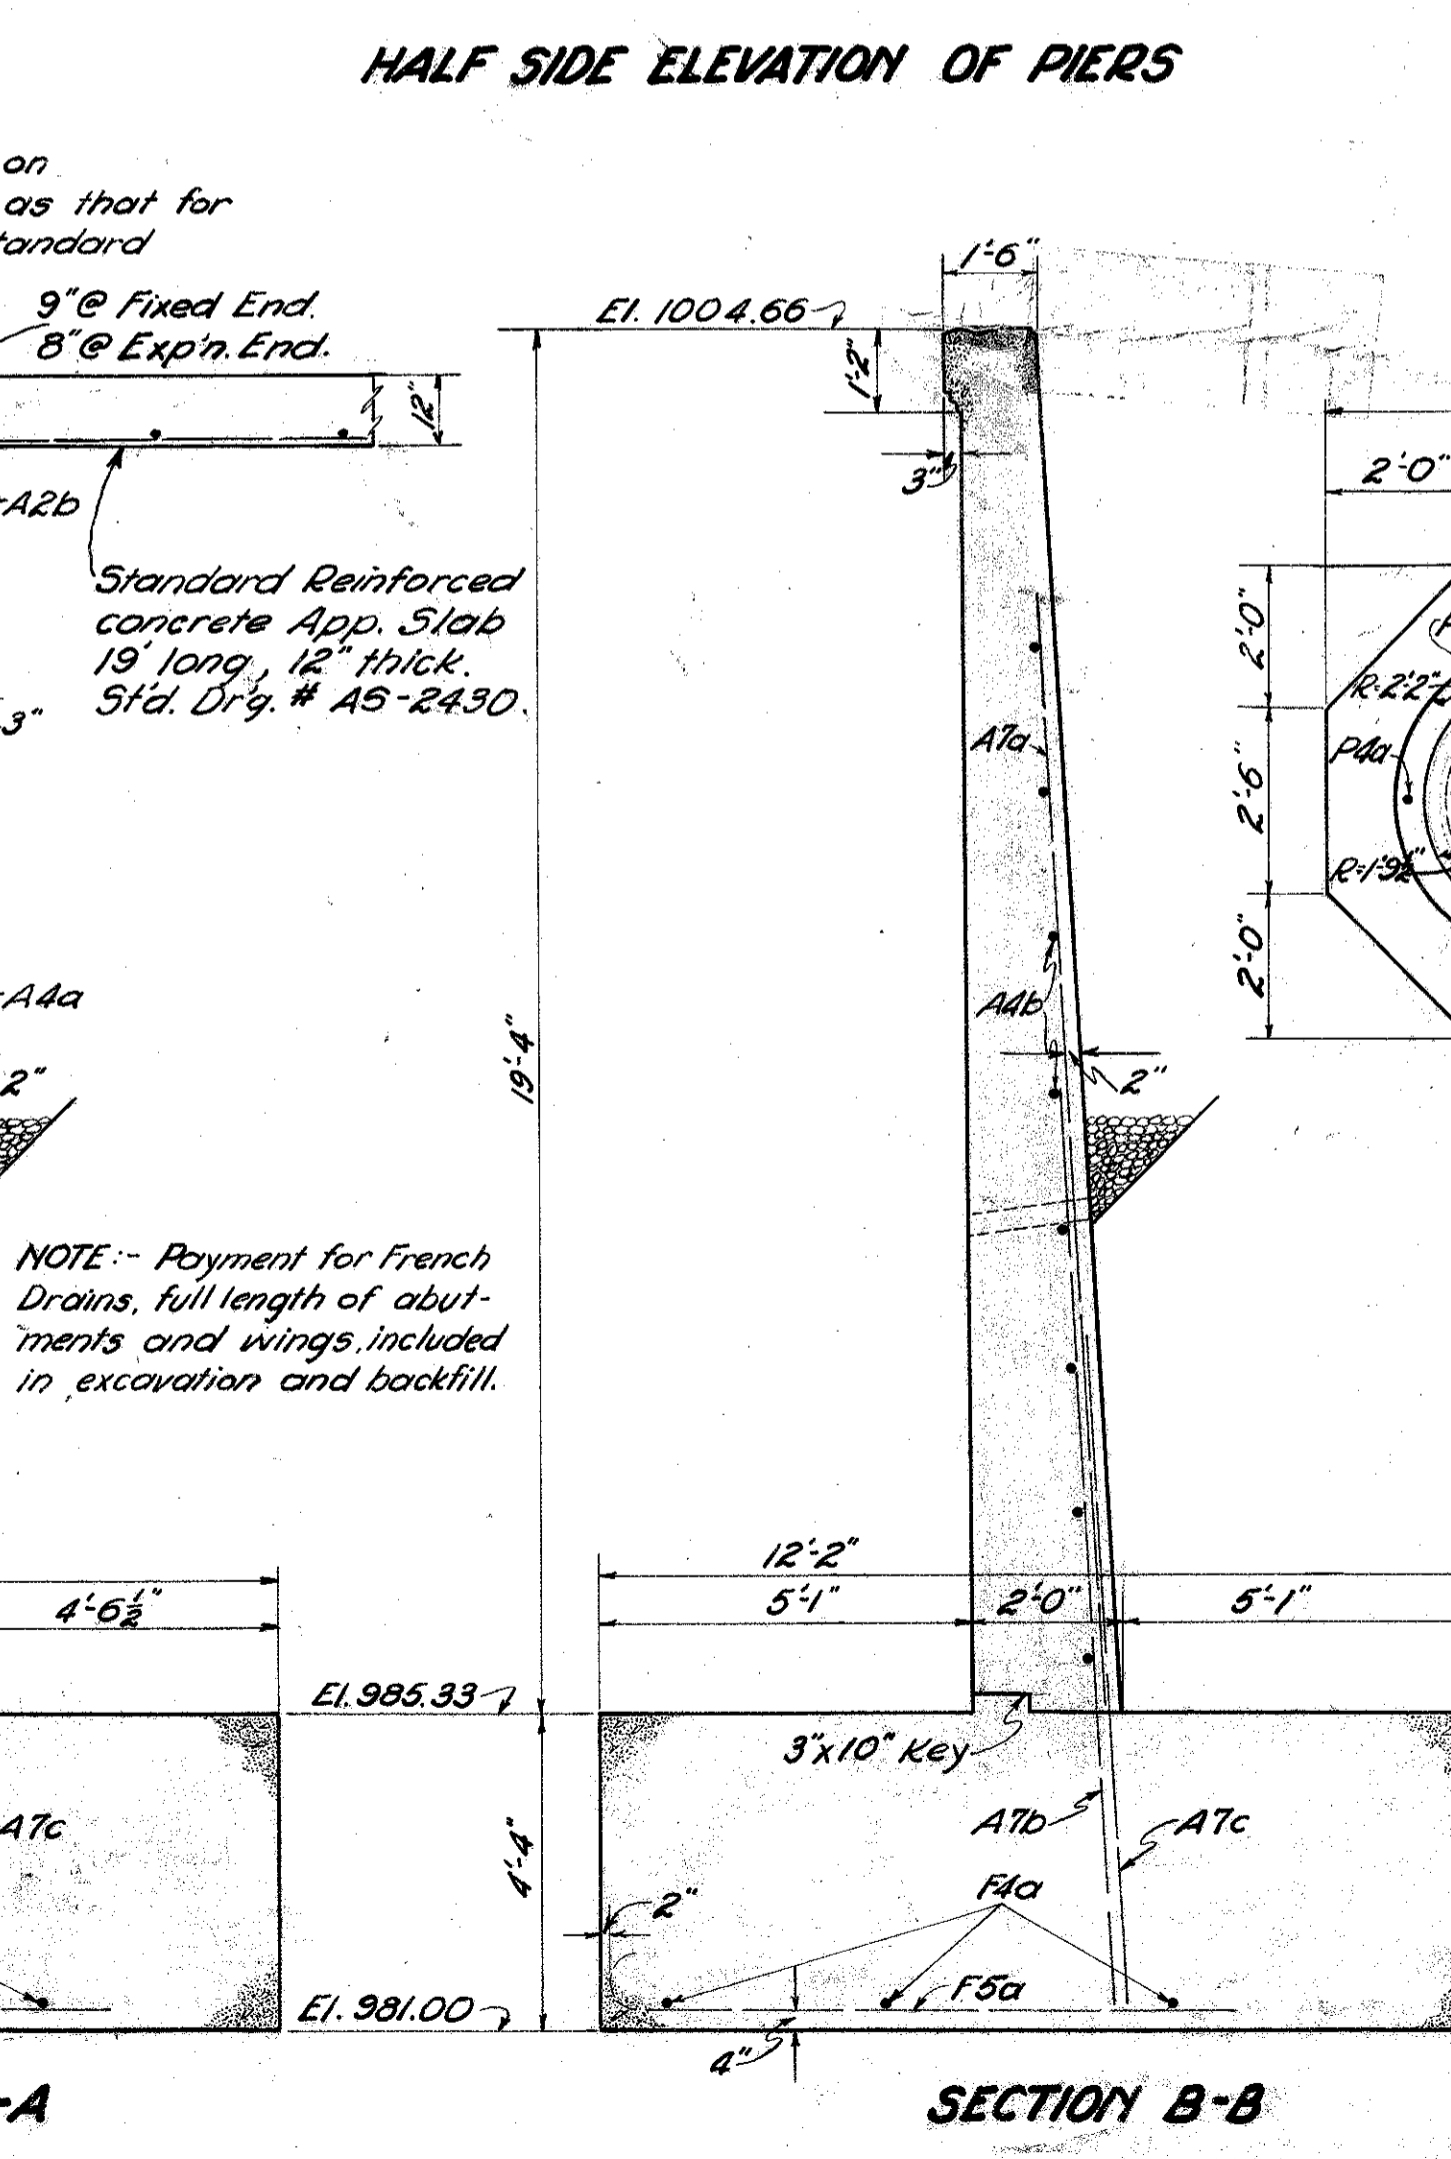 HALF SIDE ELEVATION OF PIERS
on
as that for
tandard
9"@ Fixed End.
8"@ Exp'n. End.
12"
A2b
Standard Reinforced
concrete App. Slab
19' long, 12" thick.
St'd. Dr'g. # AS-2430.
3"
A4a
2"
NOTE:- Payment for French
Drains, full length of abut-
ments and wings, included
in excavation and backfill.
4'-6½"
A7c
-A
El. 1004.66
1'-6"
1'-2"
3"
19'-4"
A7a
A4b
2"
12'-2"
5'-1"
2'-0"
5'-1"
El. 985.33
3"x10" Key
4'-4"
A7b
A7c
F4a
2"
F5a
El. 981.00
4"
SECTION B-B
2'-0"
2'-0"
R=2'2"
2'-6"
P4a
R=1'-9½"
2'-0"